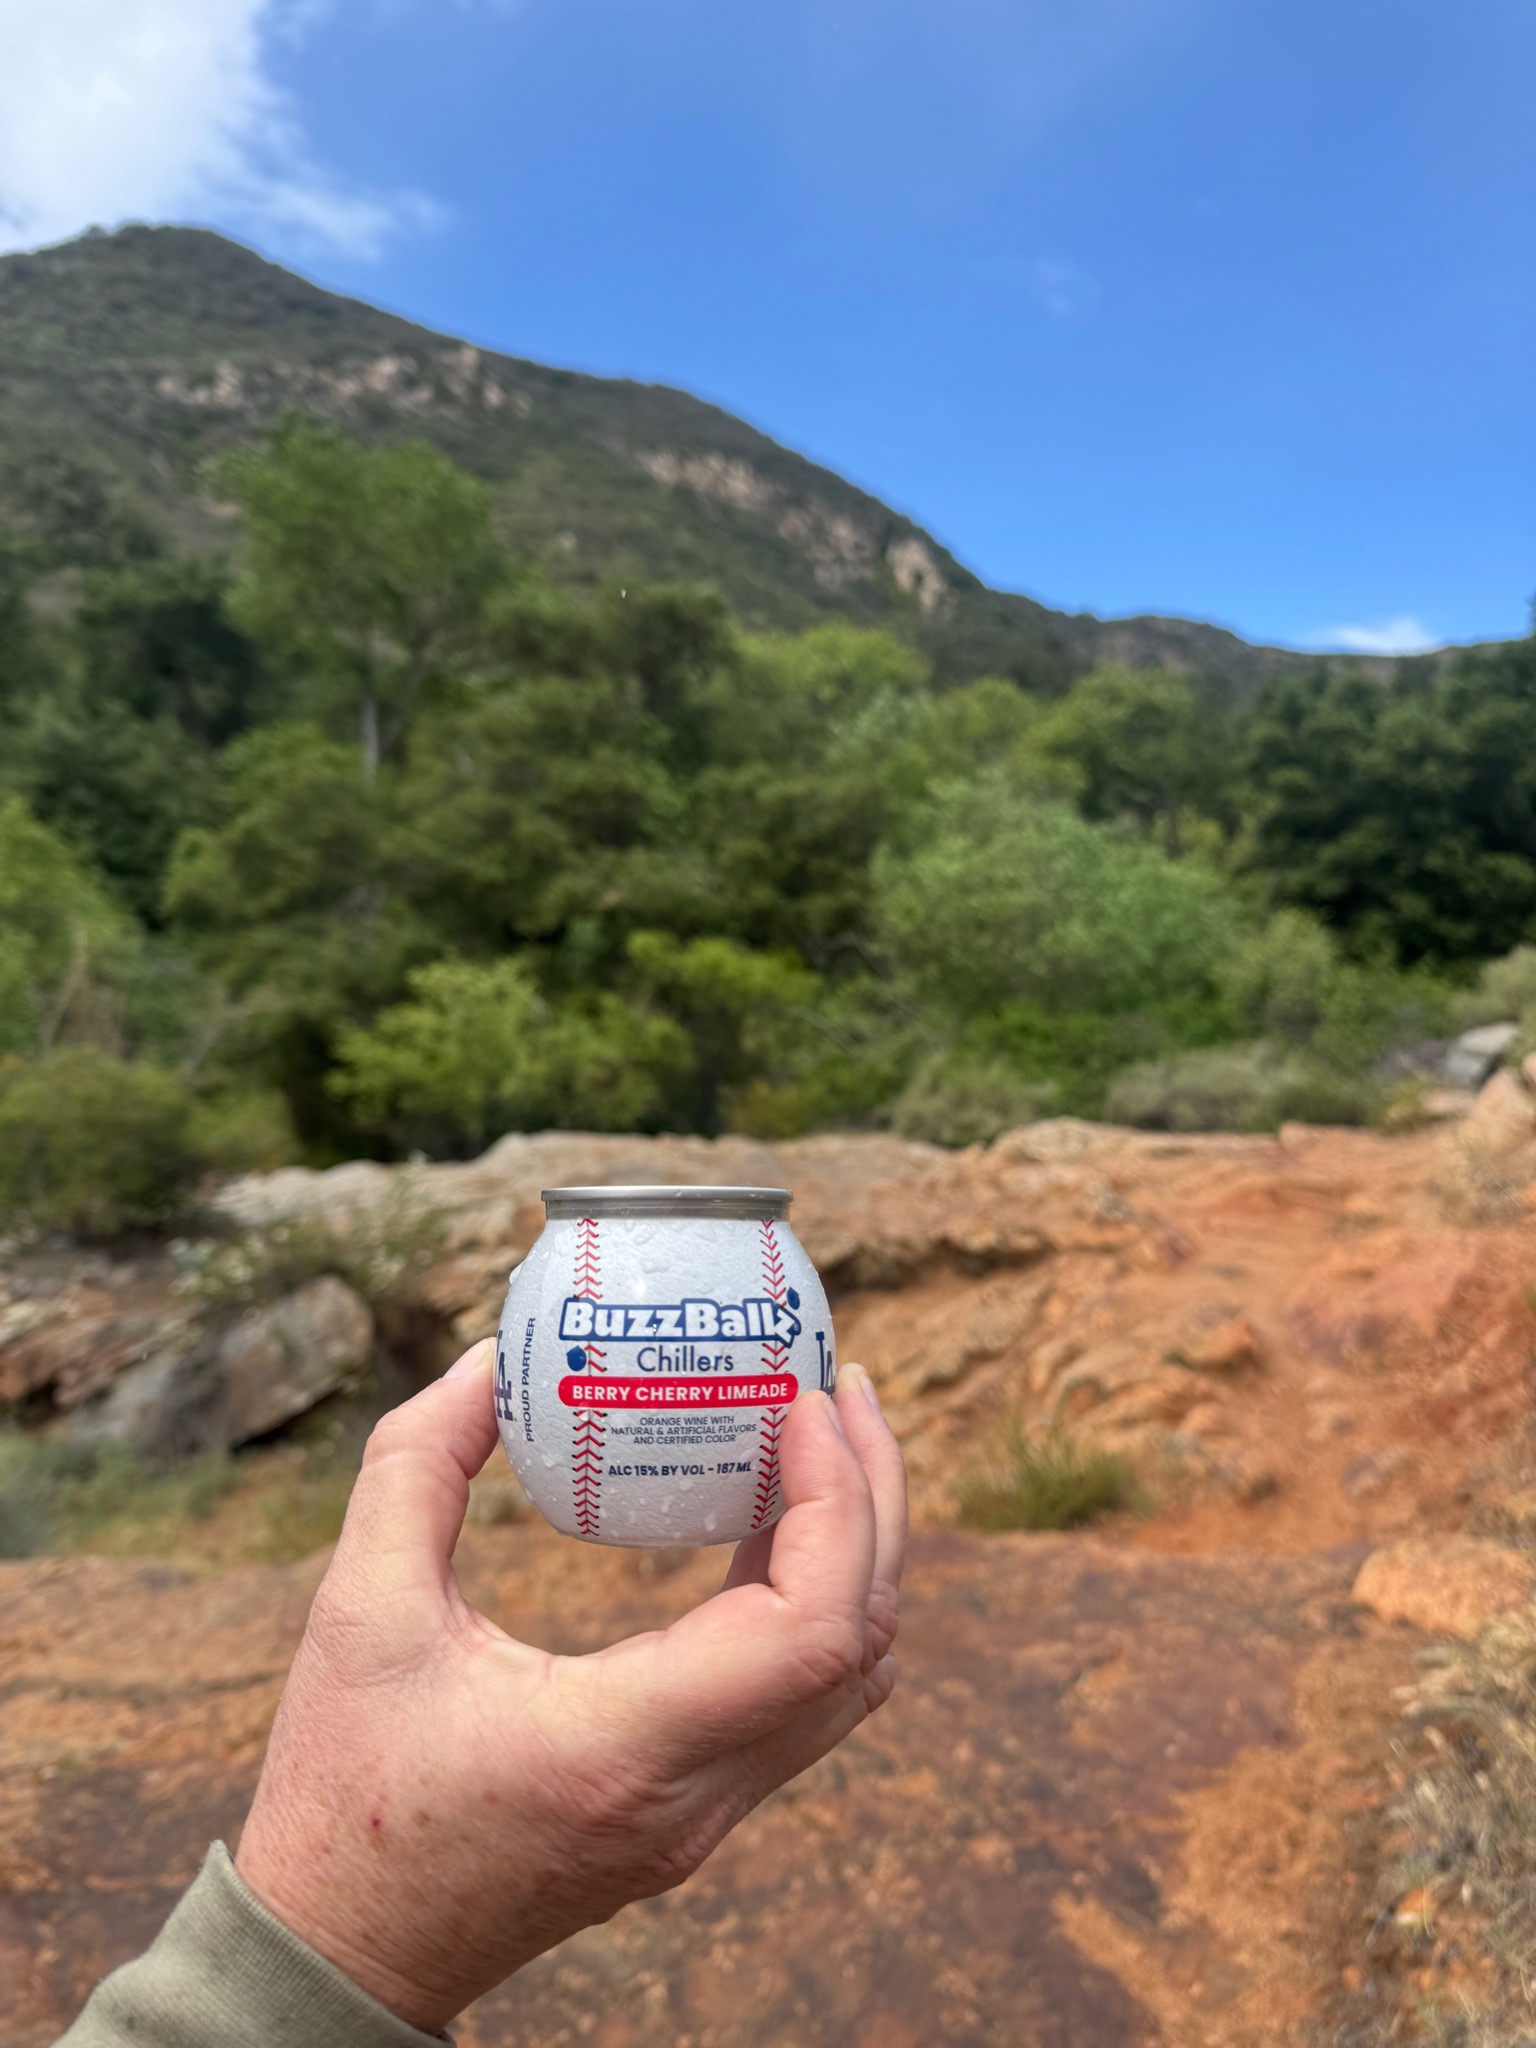 BuzzBallz
Chillers
BERRY CHERRY LIMEADE
ORANGE WINE WITH
NATURAL & ARTIFICIAL FLAVORS
AND CERTIFIED COLOR
ALC 15% BY VOL - 187 ML
PROUD PARTNER